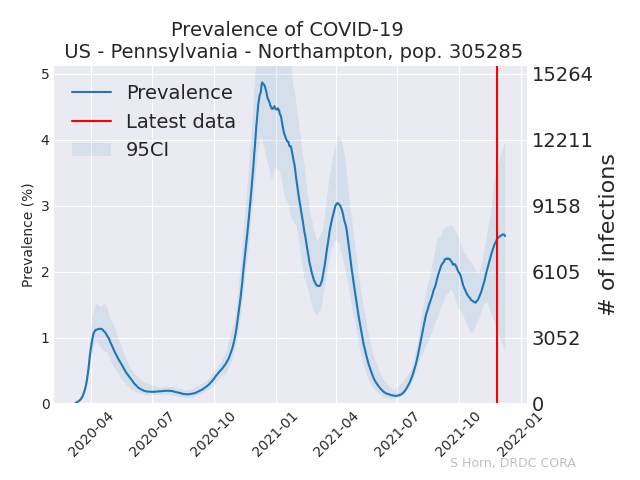 Prevalence of COVID-19
US - Pennsylvania - Northampton, pop. 305285
Prevalence
Latest data
95CI
Prevalence (%)
5
4
3
2
1
0
15264
12211
9158
6105
3052
0
# of infections
2020-04
2020-07
2020-10
2021-01
2021-04
2021-07
2021-10
2022-01
S Horn, DRDC CORA